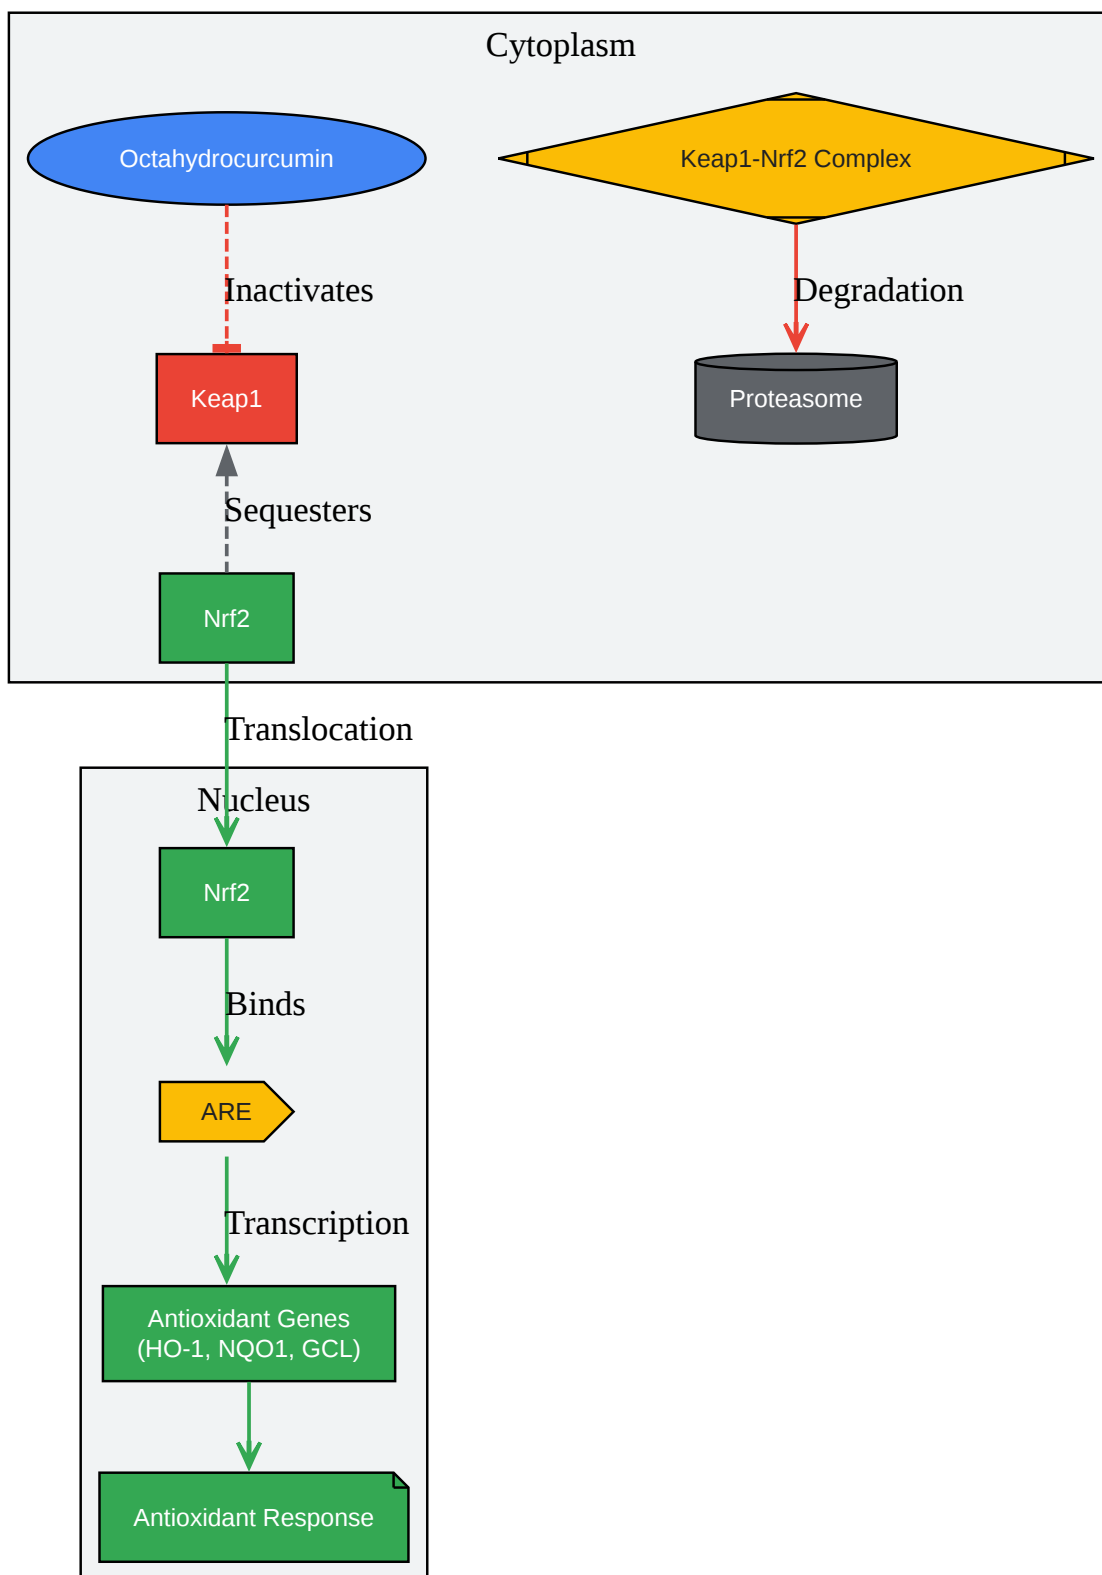 Cytoplasm
Octahydrocurcumin
Keap1-Nrf2 Complex
Inactivates
Degradation
Keap1
Proteasome
Sequesters
Nrf2
Translocation
Nucleus
Nrf2
Binds
ARE
Transcription
Antioxidant Genes
(HO-1, NQO1, GCL)
Antioxidant Response